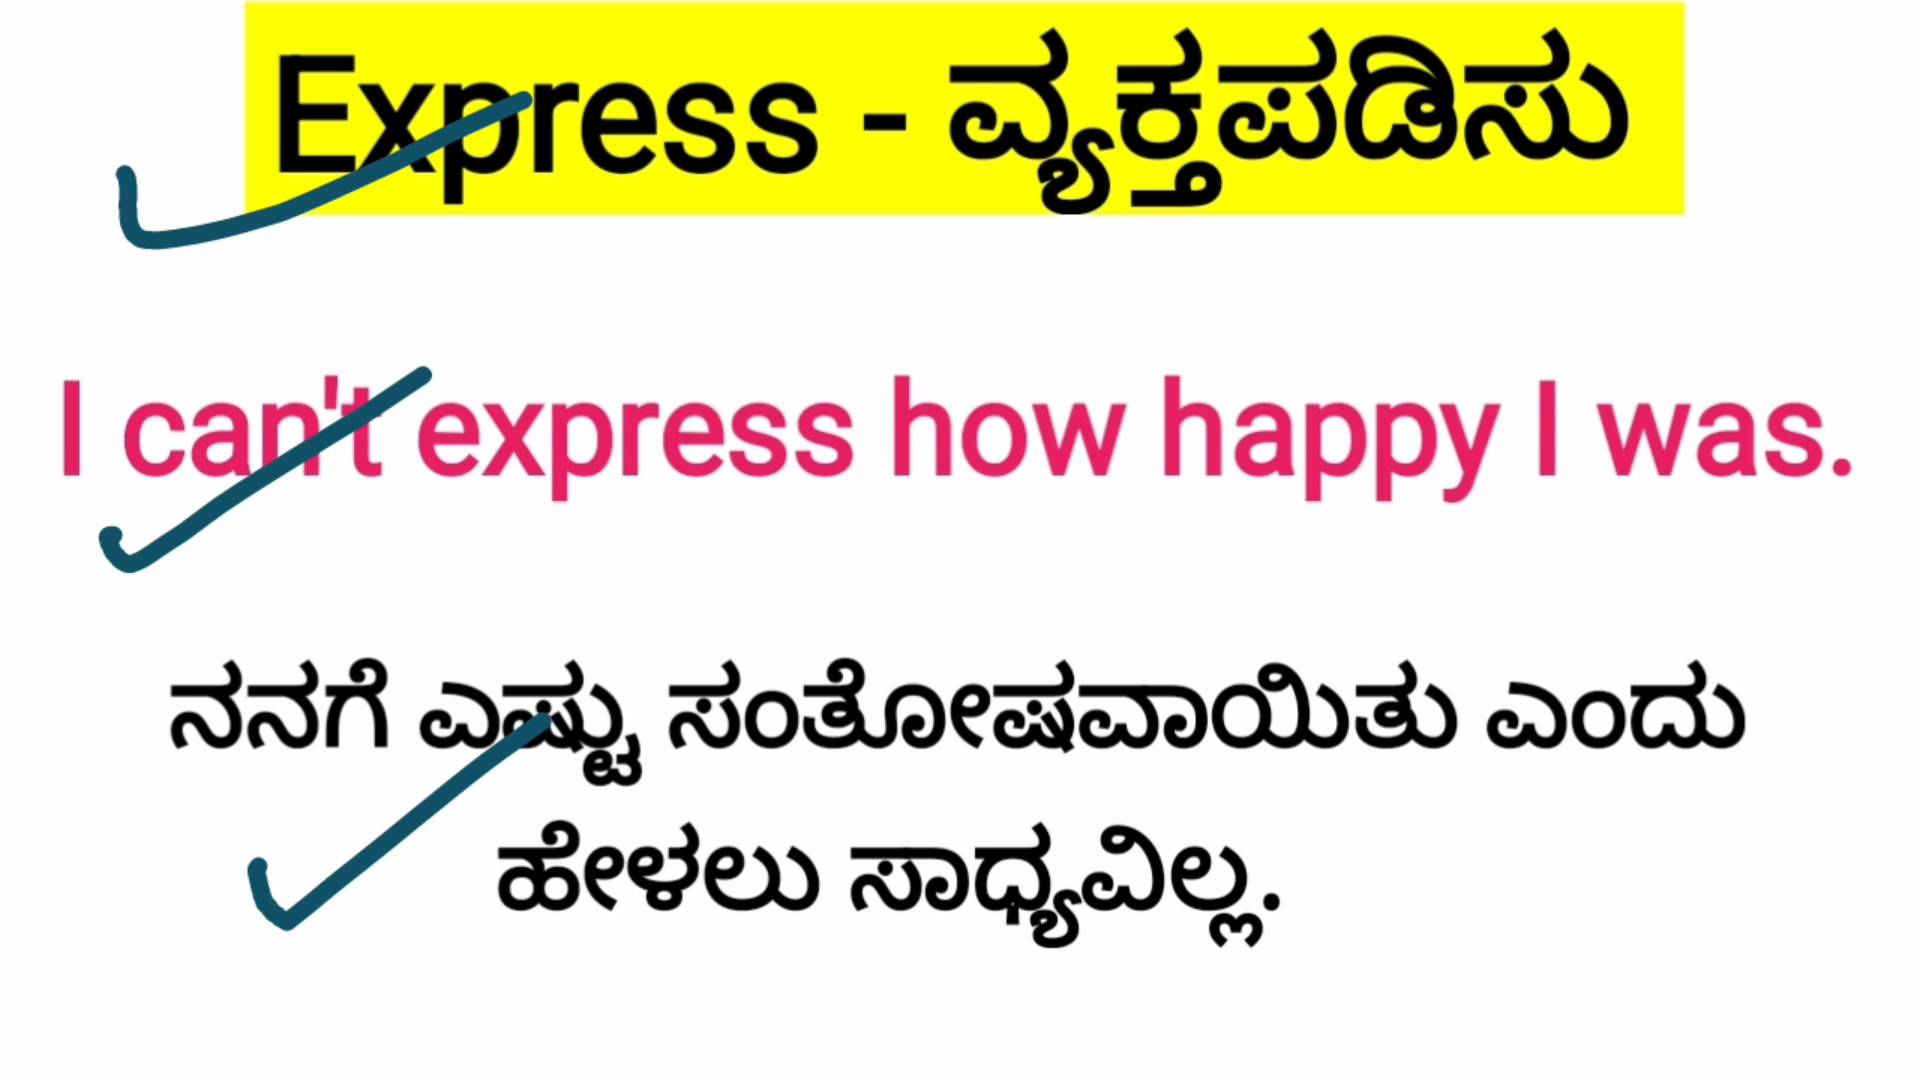 Express - ವ್ಯಕ್ತಪಡಿಸು
I can't express how happy I was.
ನನಗೆ ಎಷ್ಟು ಸಂತೋಷವಾಯಿತು ಎಂದು
ಹೇಳಲು ಸಾಧ್ಯವಿಲ್ಲ.